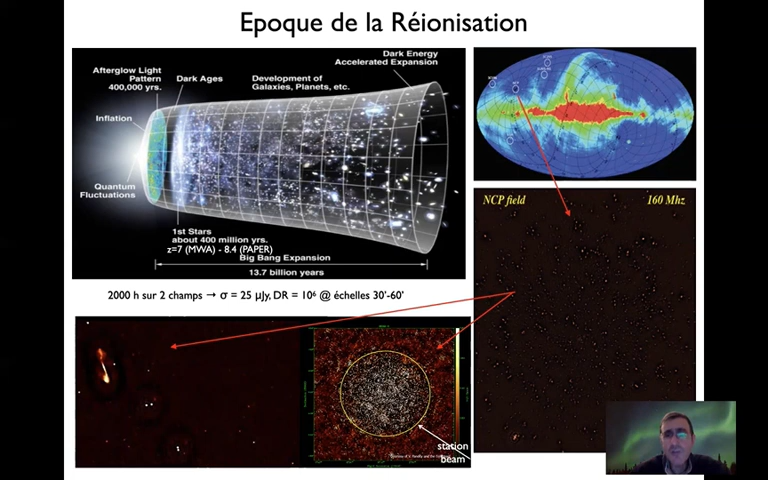 Epoque de la Réionisation
Dark Energy
Accelerated Expansion
Afterglow Light
Pattern
400,000 yrs.
Dark Ages
Development of
Galaxies, Planets, etc.
Inflation
Quantum
Fluctuations
1st Stars
about 400 million yrs.
z=7 (MWA) - 8.4 (PAPER)
Big Bang Expansion
13.7 billion years
NCP field
160 Mhz
2000 h sur 2 champs → σ = 25 μJy, DR = 10⁶ @ échelles 30'-60'
station
beam